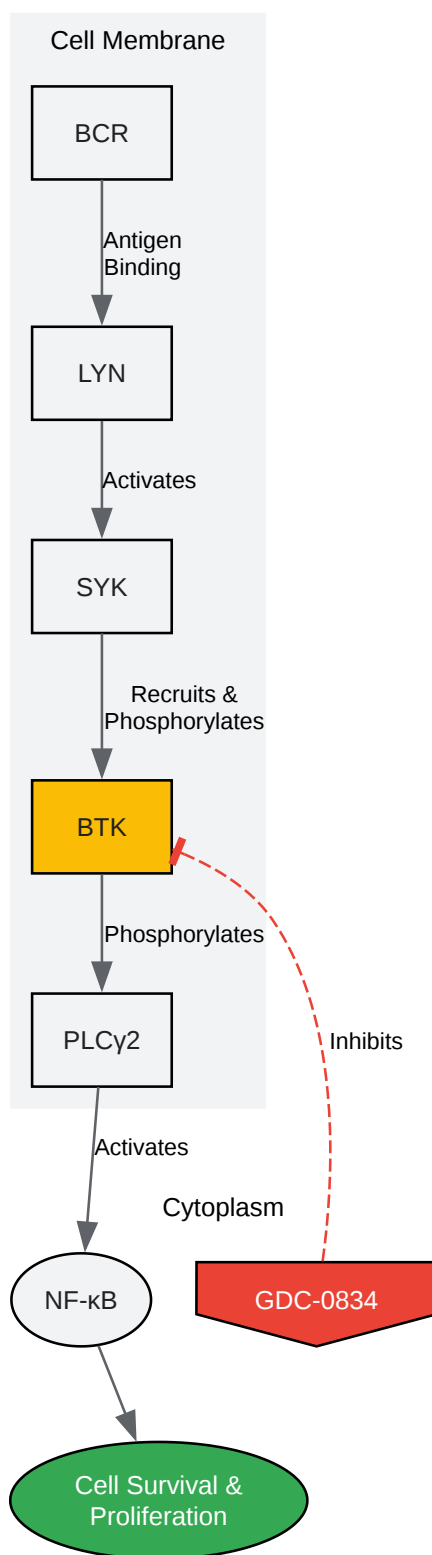 Cell Membrane
BCR
Antigen
Binding
LYN
Activates
SYK
Recruits &
Phosphorylates
BTK
Phosphorylates
PLCγ2
Inhibits
Activates
Cytoplasm
NF-κB
GDC-0834
Cell Survival &
Proliferation